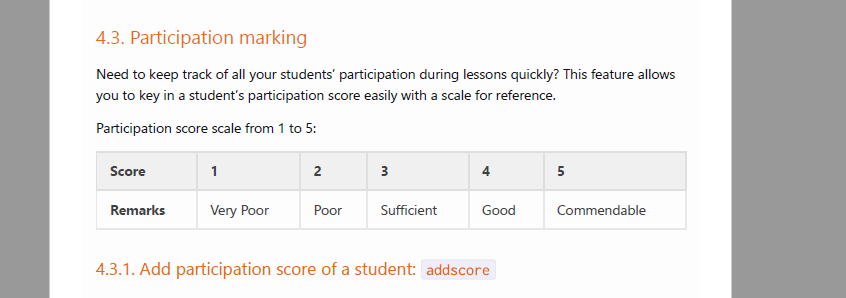 4.3. Participation marking
Need to keep track of all your students’ participation during lessons quickly? This feature allows
you to key in a student’s participation score easily with a scale for reference.
Participation score scale from 1 to 5:
Score 1 2 3 4 5
Remarks Very Poor Poor Sufficient Good Commendable
4.3.1. Add participation score of a student: addscore